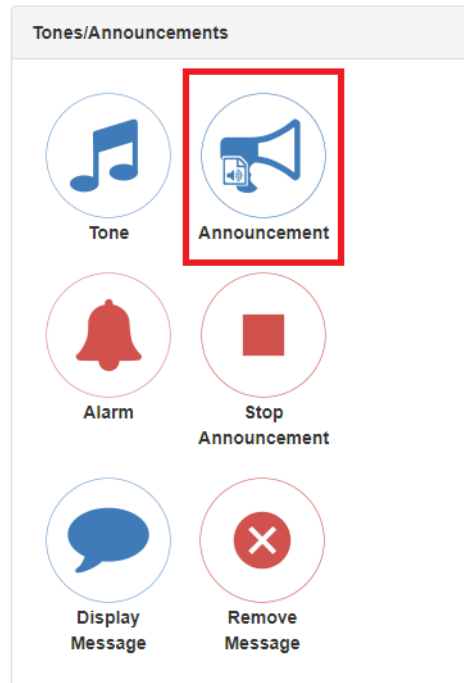 Tones/Announcements
Tone
Announcement
Alarm
Stop
Announcement
Display
Message
Remove
Message